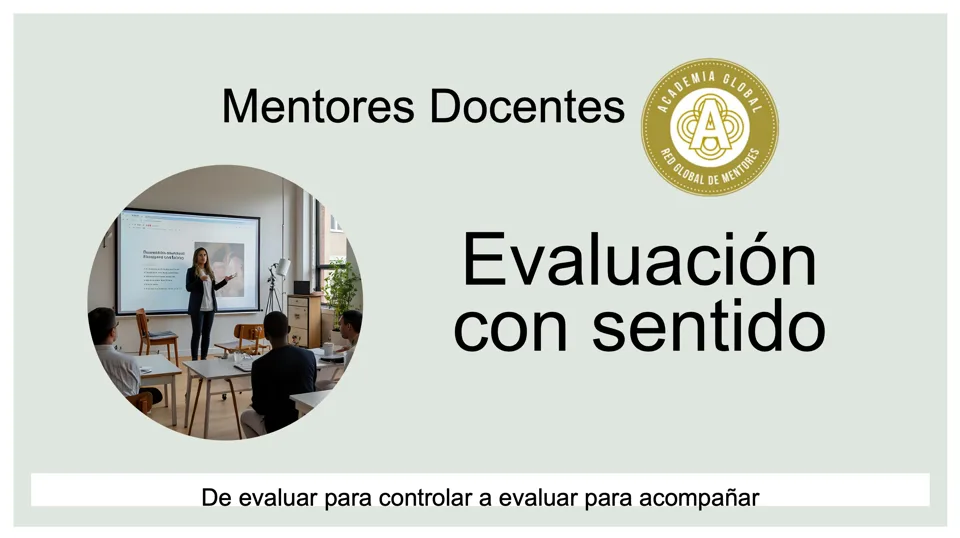 Mentores Docentes
ACADEMIA GLOBAL
A
RED GLOBAL DE MENTORES
Evaluación
con sentido
De evaluar para controlar a evaluar para acompañar